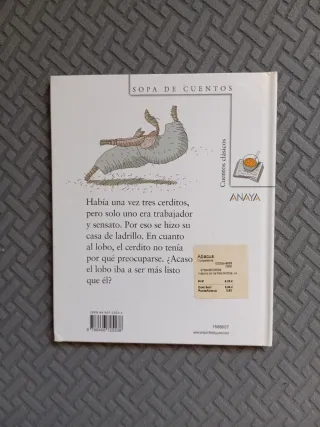 SOPA DE CUENTOS
Cuentos clásicos
ANAYA
Había una vez tres cerditos,
pero solo uno era trabajador
y sensato. Por eso se hizo su
casa de ladrillo. En cuanto
al lobo, el cerdito no tenía
por qué preocuparse. ¿Acaso
el lobo iba a ser más listo
que él?
Abacus